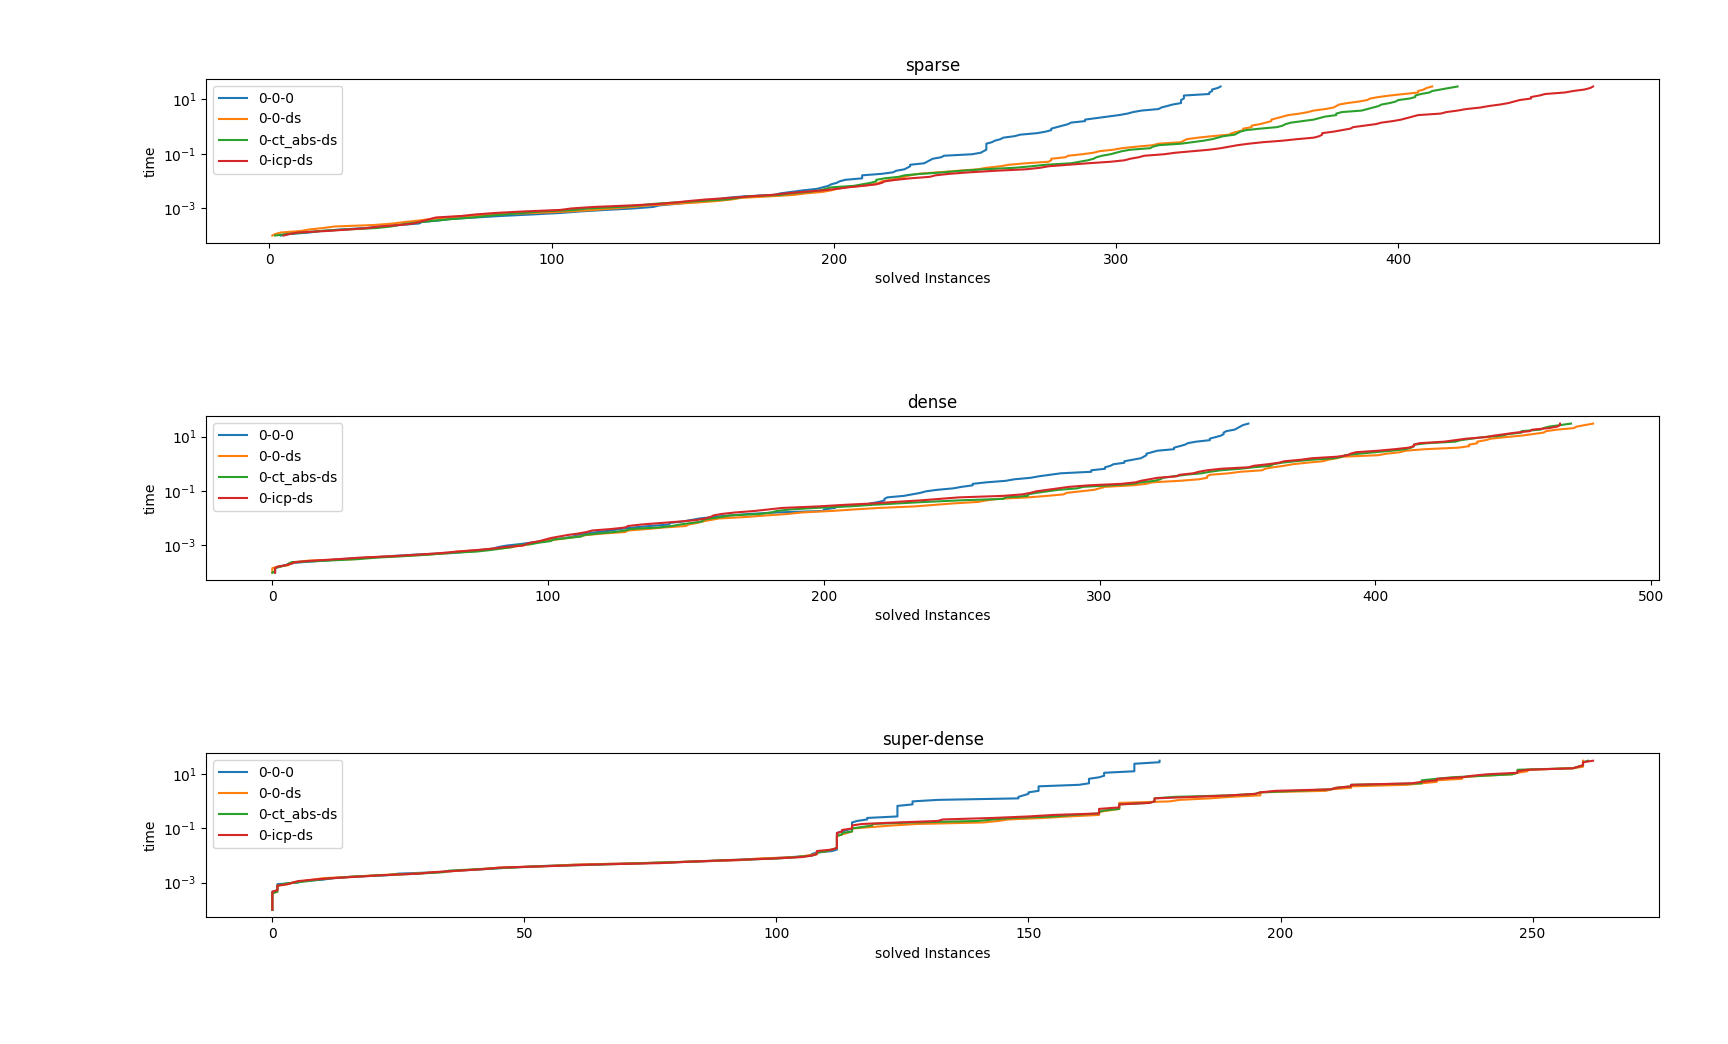 sparse
10^1
10^-1
10^-3
time
0-0-0
0-0-ds
0-ct_abs-ds
0-icp-ds
0 100 200 300 400
solved Instances
dense
10^1
10^-1
10^-3
time
0-0-0
0-0-ds
0-ct_abs-ds
0-icp-ds
0 100 200 300 400 500
solved Instances
super-dense
10^1
10^-1
10^-3
time
0-0-0
0-0-ds
0-ct_abs-ds
0-icp-ds
0 50 100 150 200 250
solved Instances